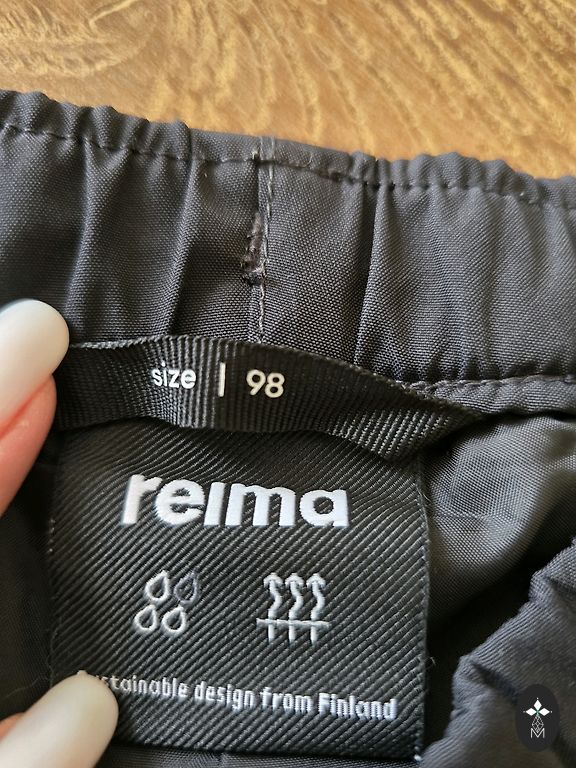 size | 98
reima
sustainable design from Finland